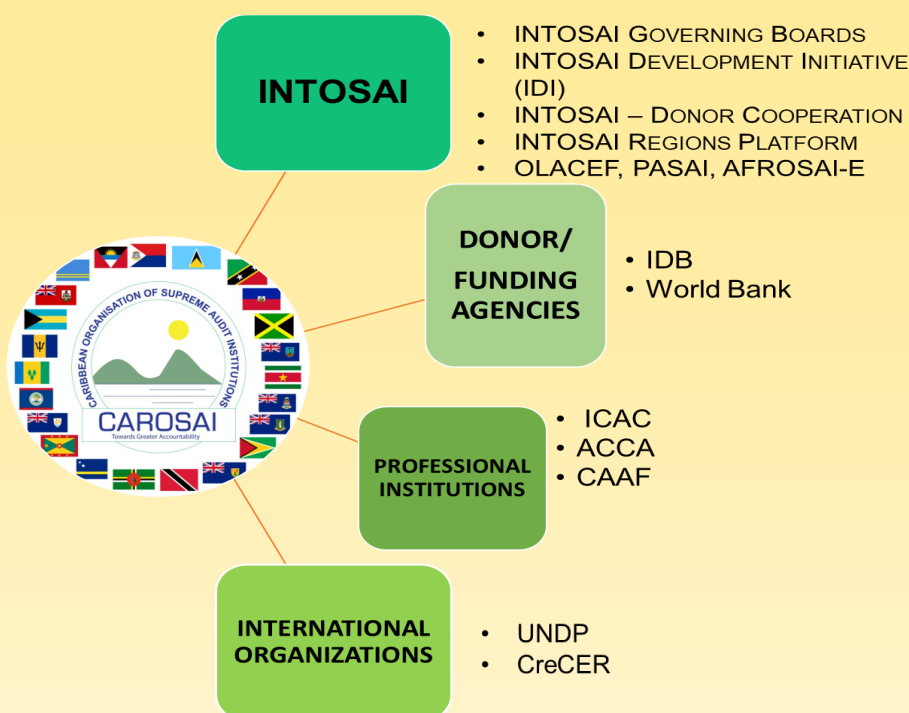 INTOSAI
• INTOSAI GOVERNING BOARDS
• INTOSAI DEVELOPMENT INITIATIVE
(IDI)
• INTOSAI – DONOR COOPERATION
• INTOSAI REGIONS PLATFORM
• OLACEF, PASAI, AFROSAI-E
DONOR/
FUNDING
AGENCIES
• IDB
• World Bank
CARIBBEAN ORGANISATION OF SUPREME AUDIT INSTITUTIONS
CAROSAI
Towards Greater Accountability
PROFESSIONAL
INSTITUTIONS
• ICAC
• ACCA
• CAAF
INTERNATIONAL
ORGANIZATIONS
• UNDP
• CreCER